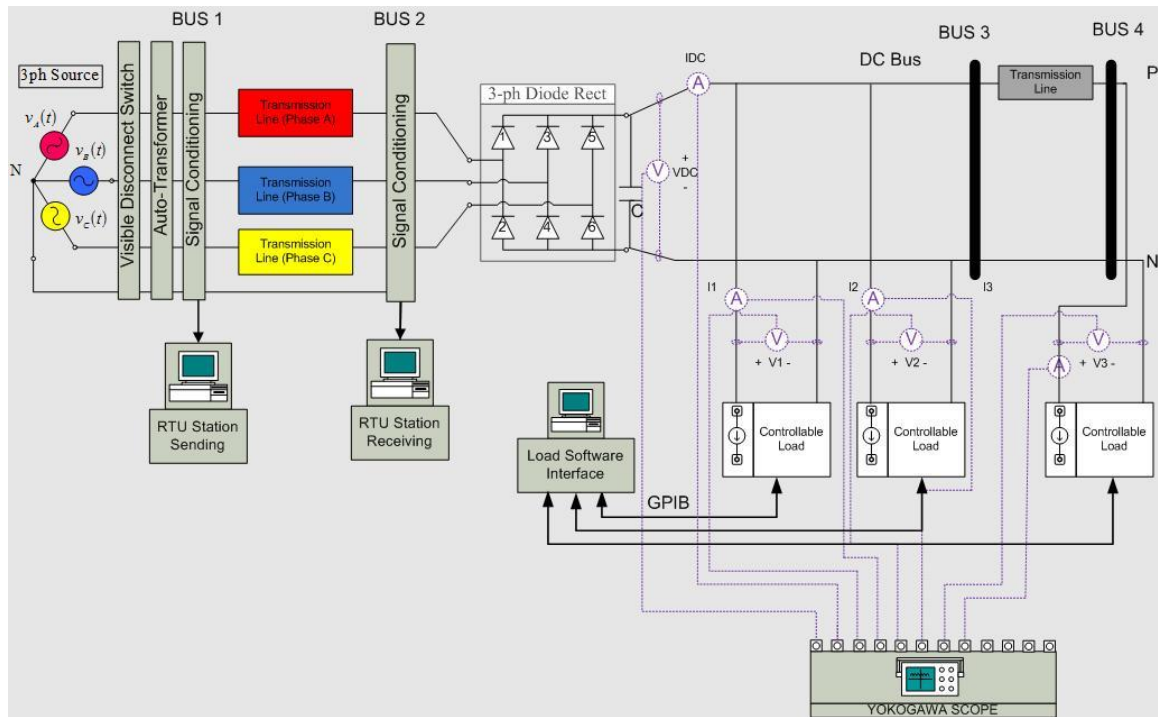 BUS 1
BUS 2
BUS 3
BUS 4
3ph Source
v_A(t)
v_B(t)
v_C(t)
N
Visible Disconnect Switch
Auto-Transformer
Signal Conditioning
Transmission
Line (Phase A)
Transmission
Line (Phase B)
Transmission
Line (Phase C)
Signal Conditioning
3-ph Diode Rect
1
3
5
2
4
6
C
IDC
A
V
+
VDC
-
DC Bus
Transmission
Line
P
N
I1
A
I2
A
I3
V
+ V1 -
V
+ V2 -
A
V
+ V3 -
RTU Station
Sending
RTU Station
Receiving
Load Software
Interface
GPIB
Controllable
Load
Controllable
Load
Controllable
Load
YOKOGAWA SCOPE